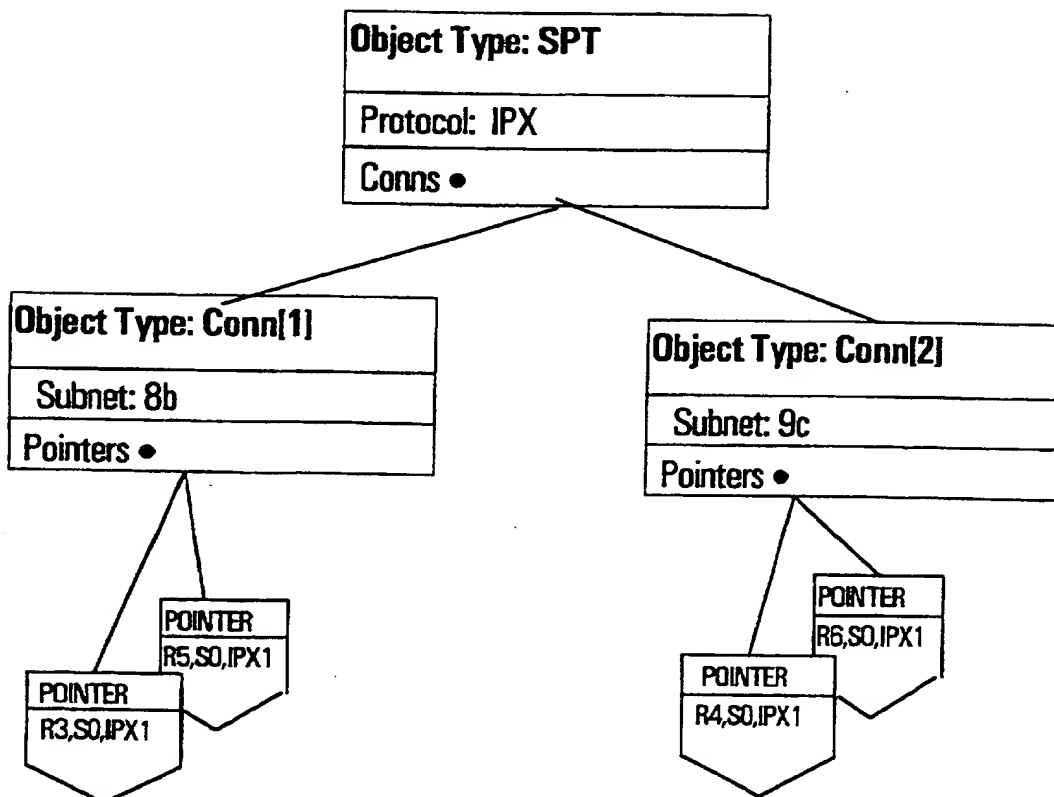 Object Type: SPT
Protocol: IPX
Conns ●
Object Type: Conn[1]
Subnet: 8b
Pointers ●
Object Type: Conn[2]
Subnet: 9c
Pointers ●
POINTER
R5,S0,IPX1
POINTER
R3,S0,IPX1
POINTER
R6,S0,IPX1
POINTER
R4,S0,IPX1